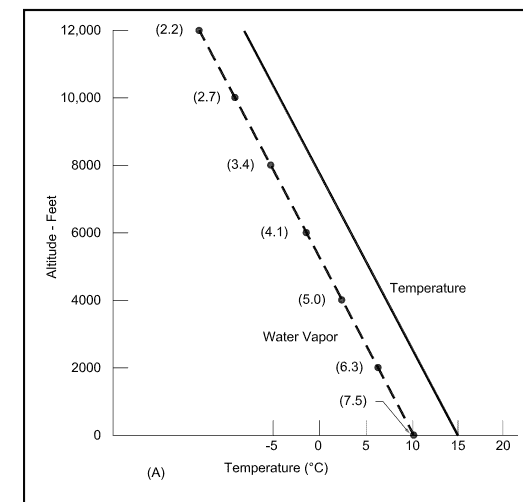 12,000
(2.2)
10,000
(2.7)
8000
(3.4)
6000
(4.1)
Altitude - Feet
Temperature
4000
(5.0)
Water Vapor
2000
(6.3)
(7.5)
0
-5 0 5 10 15 20
Temperature (°C)
(A)